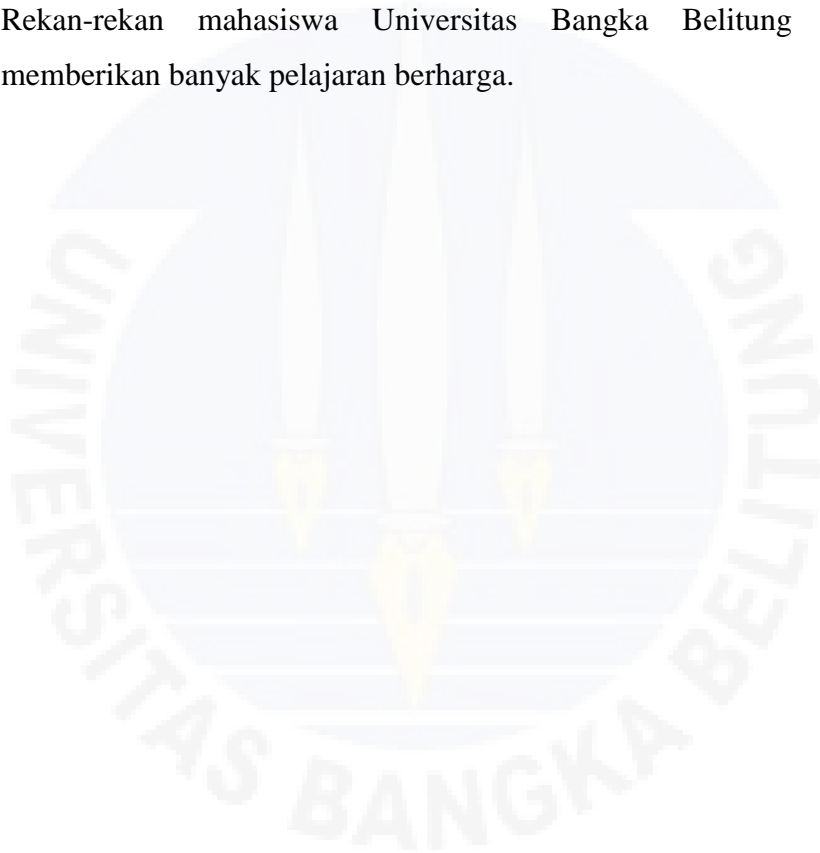 Rekan-rekan mahasiswa Universitas Bangka Belitung
memberikan banyak pelajaran berharga.
UNIVERSITAS BANGKA BELITUNG